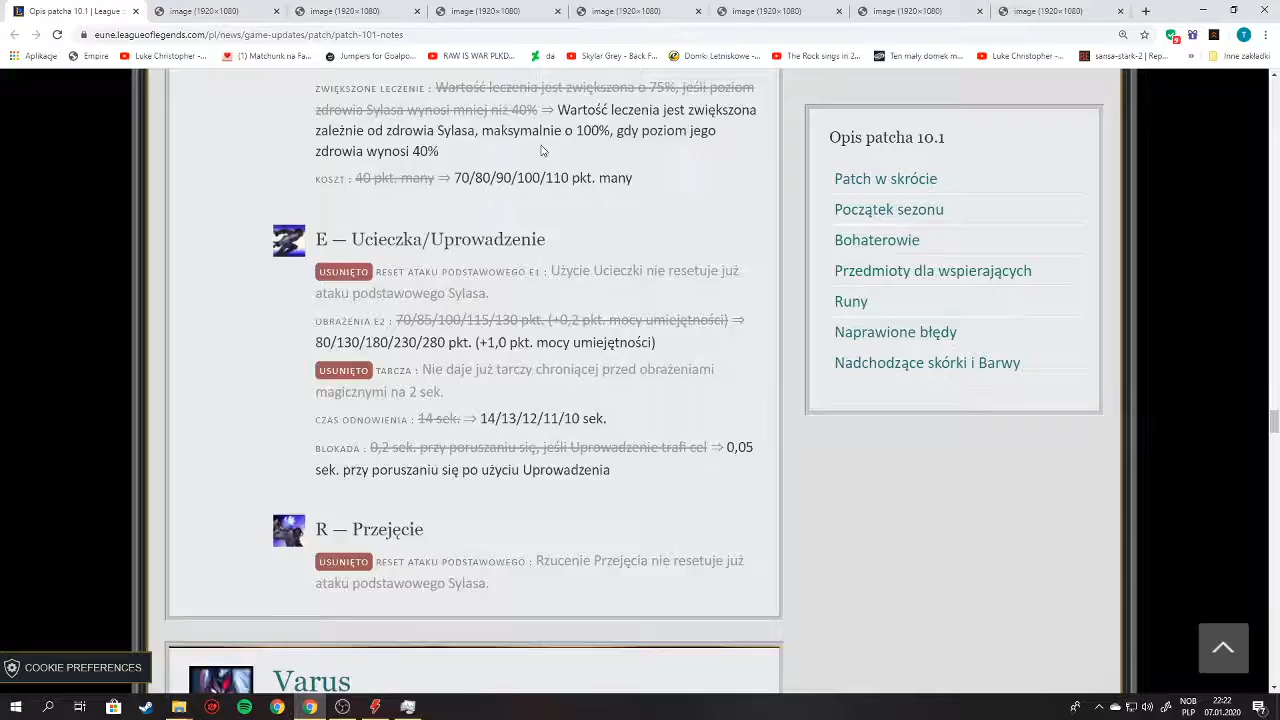 Opis patcha 10.1 | League
image (1920×1080)
image (1920×1080)
image (1920×1080)
image (1920×1080)
image (1920×1080)
image (1920×1080)
image (1920×1080)
eune.leagueoflegends.com/pl/news/game-updates/patch/patch-101-notes
Aplikacje
Empire
Luke Christopher -...
(1) Matchunk na Fa...
Jumpers for Goalpo...
RAW IS WAR PLKD...
da
Skylar Grey - Back F...
Domki Letniskowe -...
The Rock sings in 2...
Ten mały domek m...
Luke Christopher -...
sansa-stark-2 | Rep...
»
Inne zakładki
ZWIĘKSZONE LECZENIE : Wartość leczenia jest zwiększona o 75%, jeśli poziom
zdrowia Sylasa wynosi mniej niż 40% ⇒ Wartość leczenia jest zwiększona
zależnie od zdrowia Sylasa, maksymalnie o 100%, gdy poziom jego
zdrowia wynosi 40%
KOSZT : 40 pkt. many ⇒ 70/80/90/100/110 pkt. many
E — Ucieczka/Uprowadzenie
USUNIĘTO RESET ATAKU PODSTAWOWEGO E1 : Użycie Ucieczki nie resetuje już
ataku podstawowego Sylasa.
OBRAŻENIA E2 : 70/85/100/115/130 pkt. (+0,2 pkt. mocy umiejętności) ⇒
80/130/180/230/280 pkt. (+1,0 pkt. mocy umiejętności)
USUNIĘTO TARCZA : Nie daje już tarczy chroniącej przed obrażeniami
magicznymi na 2 sek.
CZAS ODNOWIENIA : 14 sek. ⇒ 14/13/12/11/10 sek.
BLOKADA : 0,2 sek. przy poruszaniu się, jeśli Uprowadzenie trafi cel ⇒ 0,05
sek. przy poruszaniu się po użyciu Uprowadzenia
R — Przejęcie
USUNIĘTO RESET ATAKU PODSTAWOWEGO : Rzucenie Przejęcia nie resetuje już
ataku podstawowego Sylasa.
Varus
Opis patcha 10.1
Patch w skrócie
Początek sezonu
Bohaterowie
Przedmioty dla wspierających
Runy
Naprawione błędy
Nadchodzące skórki i Barwy
COOKIE PREFERENCES
NOB
PLP
22:22
07.01.2020